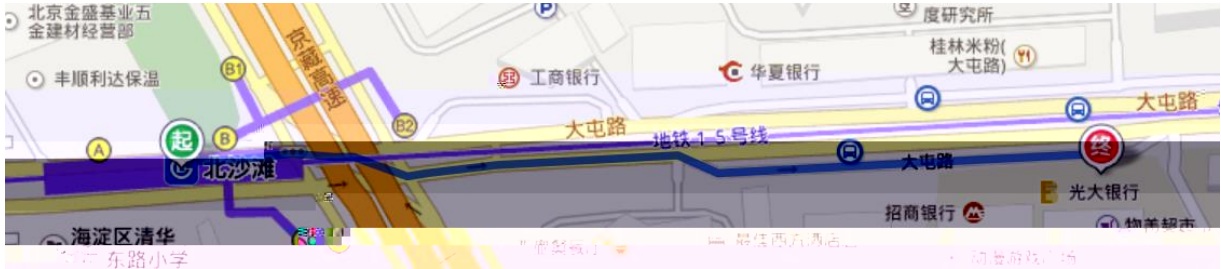 北京金盛基业五
金建材经营部
P
度研究所
桂林米粉(
大屯路)
京藏高速
B1
丰顺利达保温
工商银行
华夏银行
大屯路
B2
大屯路
地铁15号线
A
起
B
北沙滩
大屯路
终
光大银行
招商银行
物美超市
海淀区清华
东路小学